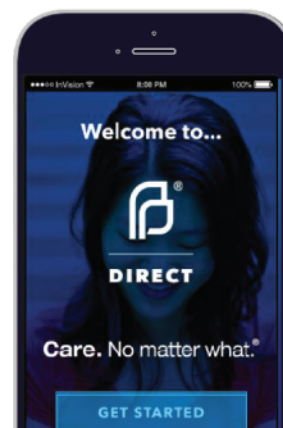 ●●●●○ InVision 8:08 PM 100%
Welcome to...
®
DIRECT
Care. No matter what.®
GET STARTED